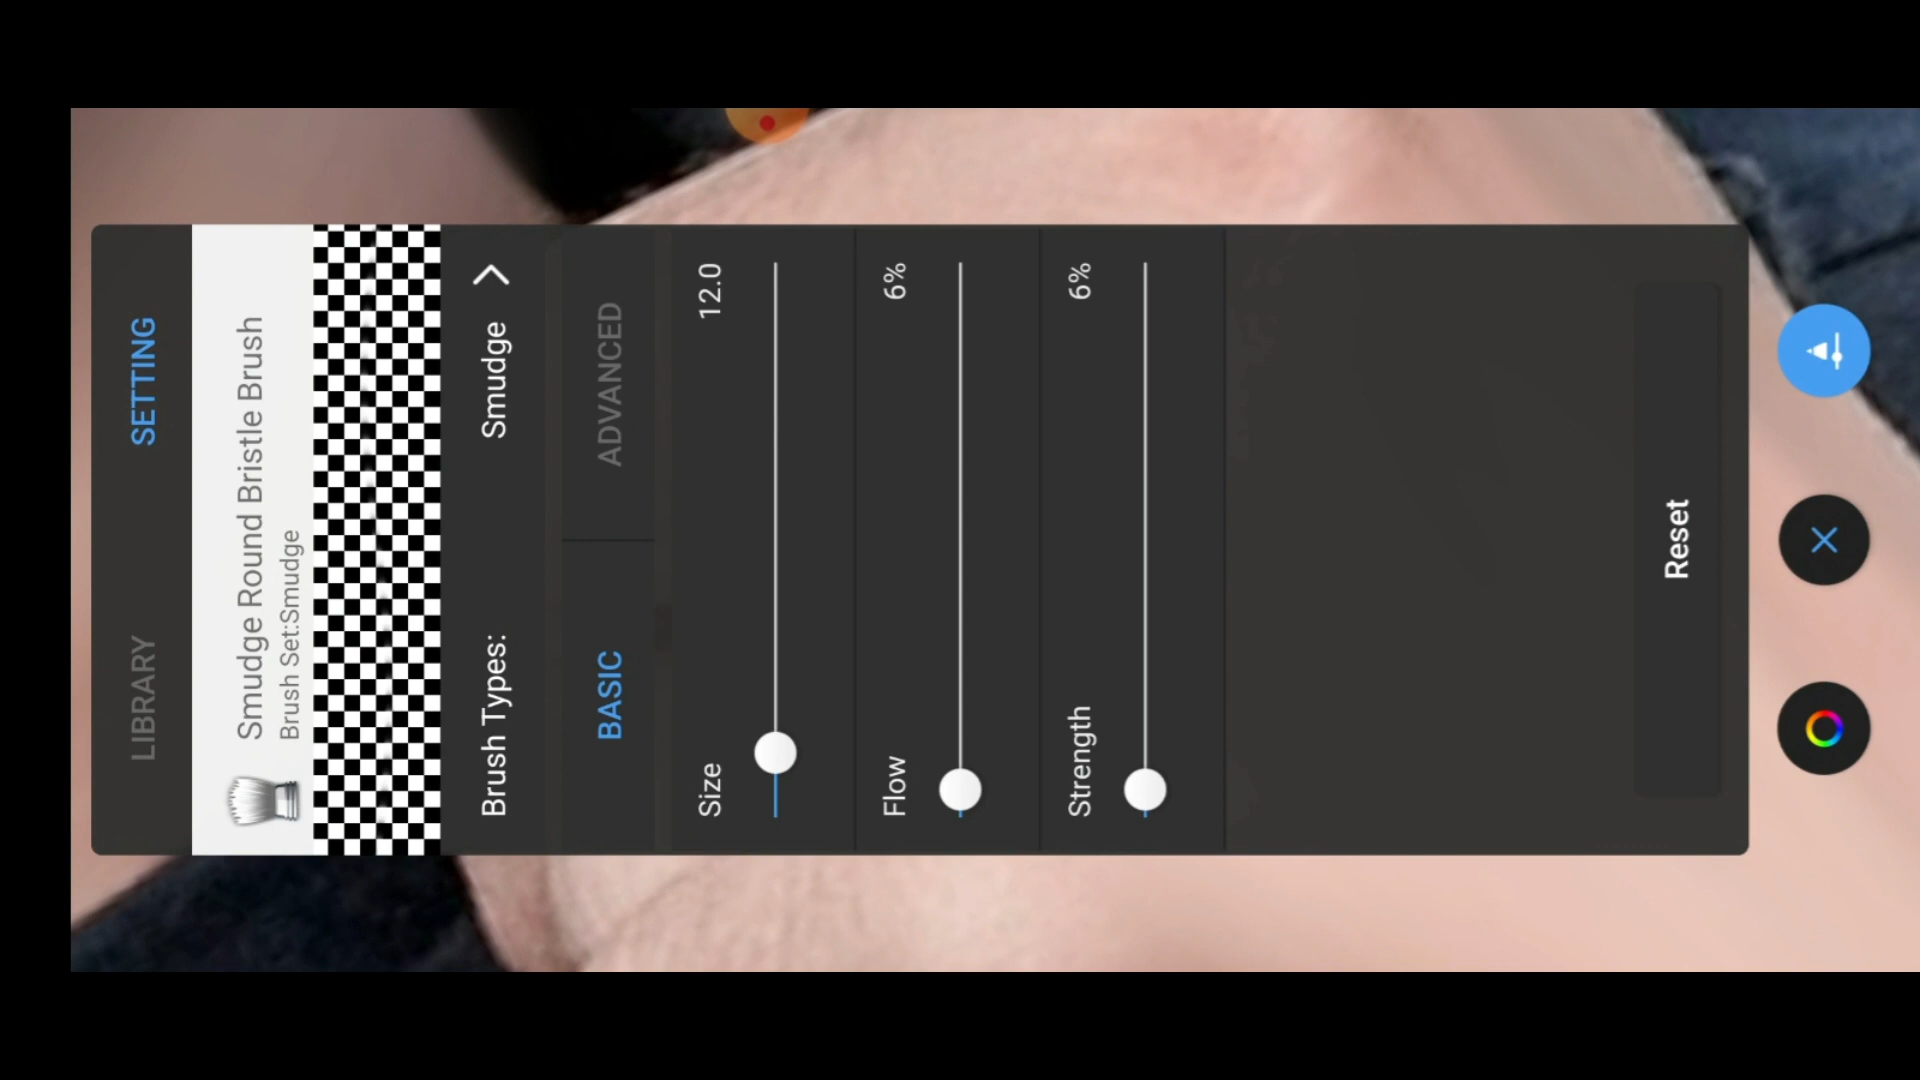 LIBRARY SETTING
Smudge Round Bristle Brush
Brush Set:Smudge
Brush Types: Smudge
BASIC ADVANCED
Size 12.0
Flow 6%
Strength 6%
Reset